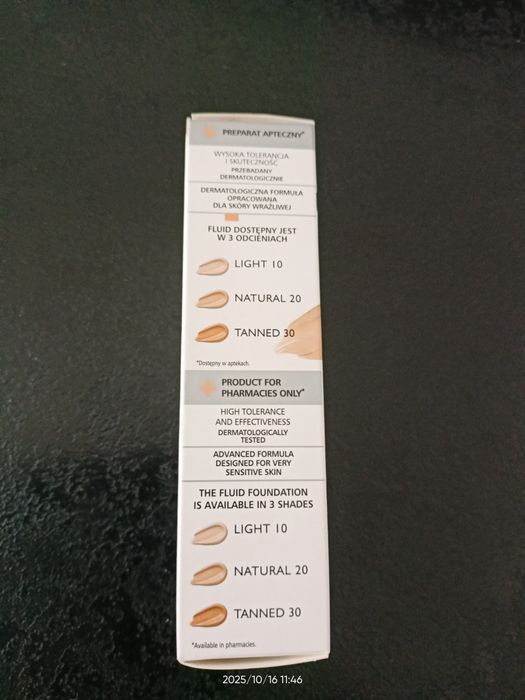 PREPARAT APTECZNY*
WYSOKA TOLERANCJA
I SKUTECZNOŚĆ
PRZEBADANY
DERMATOLOGICZNIE
DERMATOLOGICZNA FORMUŁA
OPRACOWANA
DLA SKÓRY WRAŻLIWEJ
FLUID DOSTĘPNY JEST
W 3 ODCIENIACH
LIGHT 10
NATURAL 20
TANNED 30
*Dostępny w aptekach.
PRODUCT FOR
PHARMACIES ONLY*
HIGH TOLERANCE
AND EFFECTIVENESS
DERMATOLOGICALLY
TESTED
ADVANCED FORMULA
DESIGNED FOR VERY
SENSITIVE SKIN
THE FLUID FOUNDATION
IS AVAILABLE IN 3 SHADES
LIGHT 10
NATURAL 20
TANNED 30
*Available in pharmacies.
2025/10/16 11:46